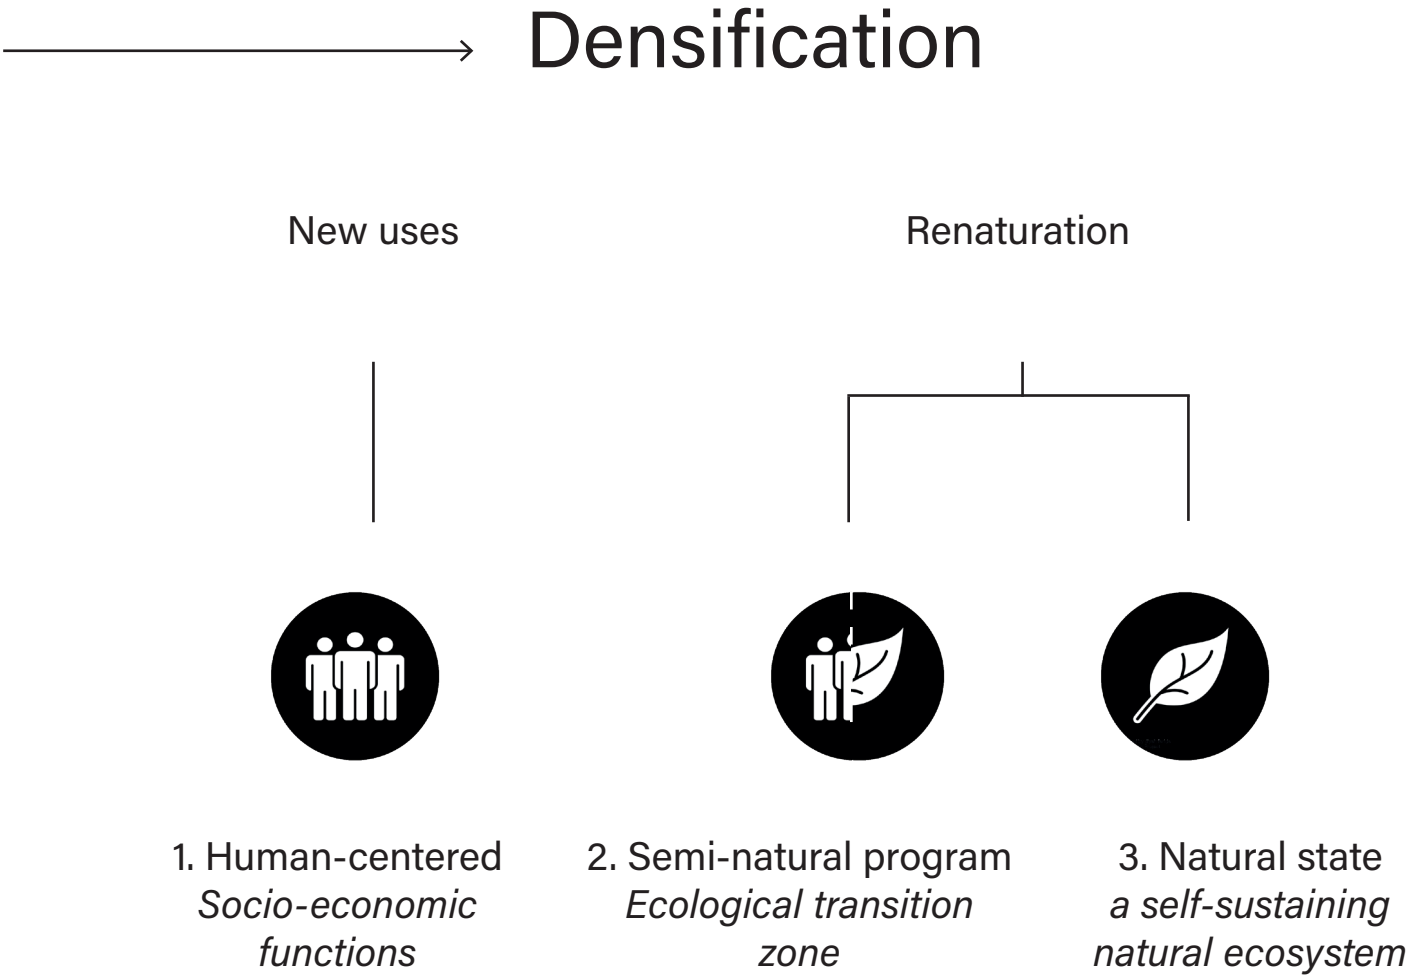 Densification
New uses
Renaturation
1. Human-centered
Socio-economic
functions
2. Semi-natural program
Ecological transition
zone
3. Natural state
a self-sustaining
natural ecosystem